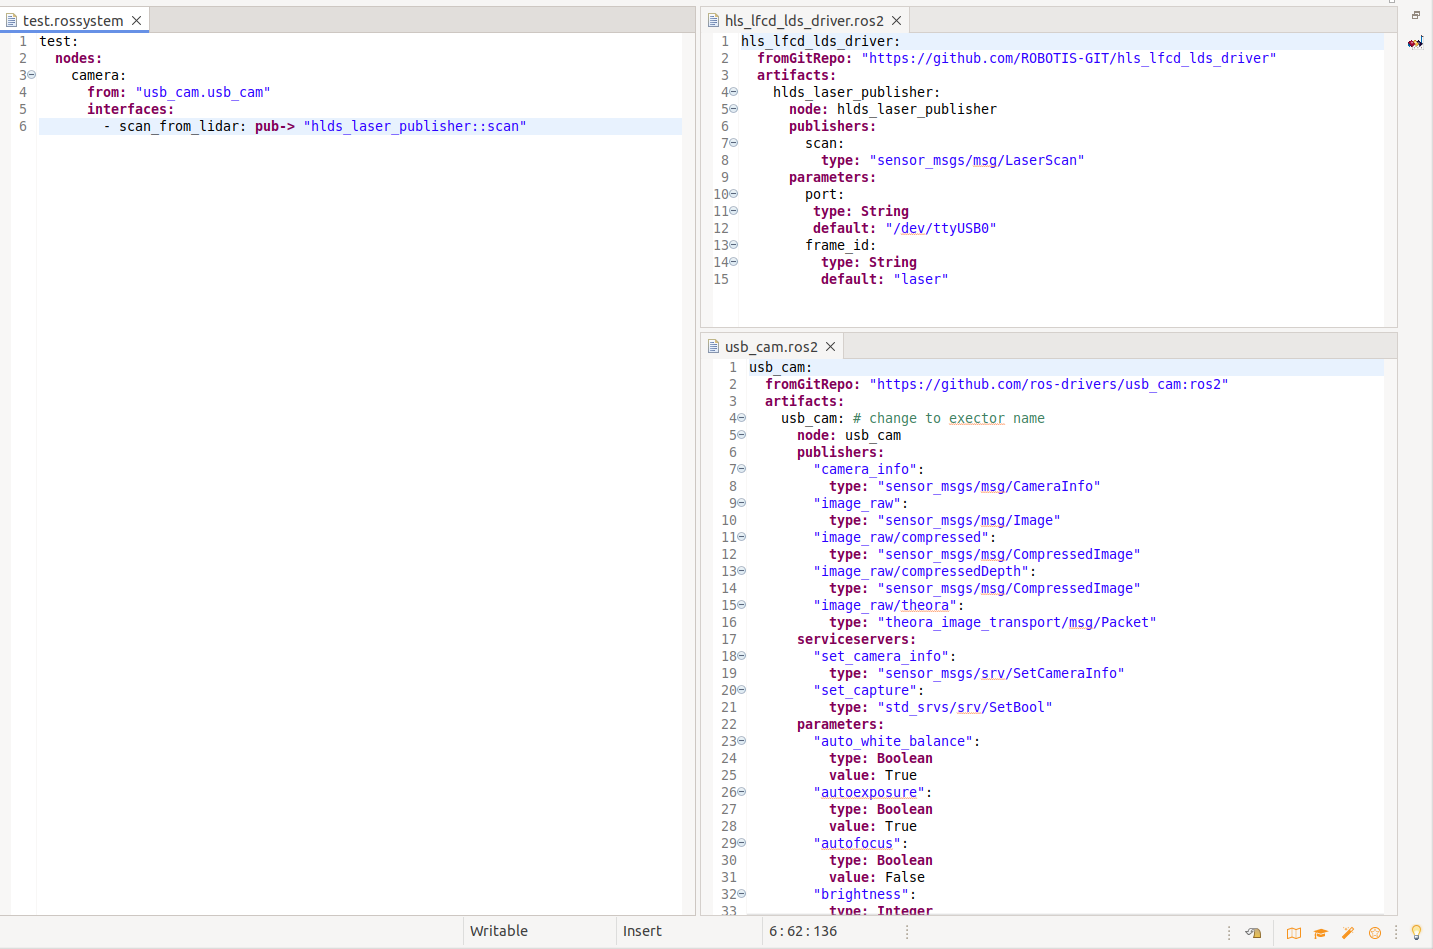 test.rossystem
1 test:
2   nodes:
3     camera:
4       from: "usb_cam.usb_cam"
5       interfaces:
6         - scan_from_lidar: pub-> "hlds_laser_publisher::scan"
hls_lfcd_lds_driver.ros2
1 hls_lfcd_lds_driver:
2   fromGitRepo: "https://github.com/ROBOTIS-GIT/hls_lfcd_lds_driver"
3   artifacts:
4     hlds_laser_publisher:
5       node: hlds_laser_publisher
6       publishers:
7         scan:
8           type: "sensor_msgs/msg/LaserScan"
9       parameters:
10         port:
11          type: String
12          default: "/dev/ttyUSB0"
13         frame_id:
14           type: String
15           default: "laser"
usb_cam.ros2
1 usb_cam:
2   fromGitRepo: "https://github.com/ros-drivers/usb_cam:ros2"
3   artifacts:
4     usb_cam: # change to exector name
5       node: usb_cam
6       publishers:
7         "camera_info":
8           type: "sensor_msgs/msg/CameraInfo"
9         "image_raw":
10           type: "sensor_msgs/msg/Image"
11         "image_raw/compressed":
12           type: "sensor_msgs/msg/CompressedImage"
13         "image_raw/compressedDepth":
14           type: "sensor_msgs/msg/CompressedImage"
15         "image_raw/theora":
16           type: "theora_image_transport/msg/Packet"
17       serviceservers:
18         "set_camera_info":
19           type: "sensor_msgs/srv/SetCameraInfo"
20         "set_capture":
21           type: "std_srvs/srv/SetBool"
22       parameters:
23         "auto_white_balance":
24           type: Boolean
25           value: True
26         "autoexposure":
27           type: Boolean
28           value: True
29         "autofocus":
30           type: Boolean
31           value: False
32         "brightness":
33           type: Integer
Writable Insert 6 : 62 : 136